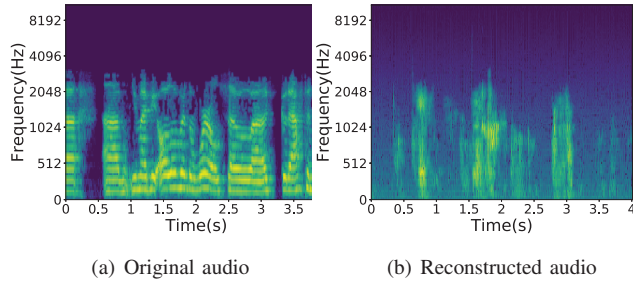 8192
4096
2048
1024
512
0
Frequency(Hz)
0 0.5 1 1.5 2 2.5 3 3.5
Time(s)
(a) Original audio
8192
4096
2048
1024
512
0
Frequency(Hz)
0 0.5 1 1.5 2 2.5 3 3.5 4
Time(s)
(b) Reconstructed audio